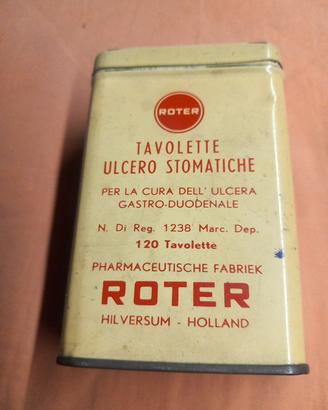 ROTER
TAVOLETTE
ULCERO STOMATICHE
PER LA CURA DELL' ULCERA
GASTRO-DUODENALE
N. Di Reg. 1238 Marc. Dep.
120 Tavolette
PHARMACEUTISCHE FABRIEK
ROTER
HILVERSUM - HOLLAND